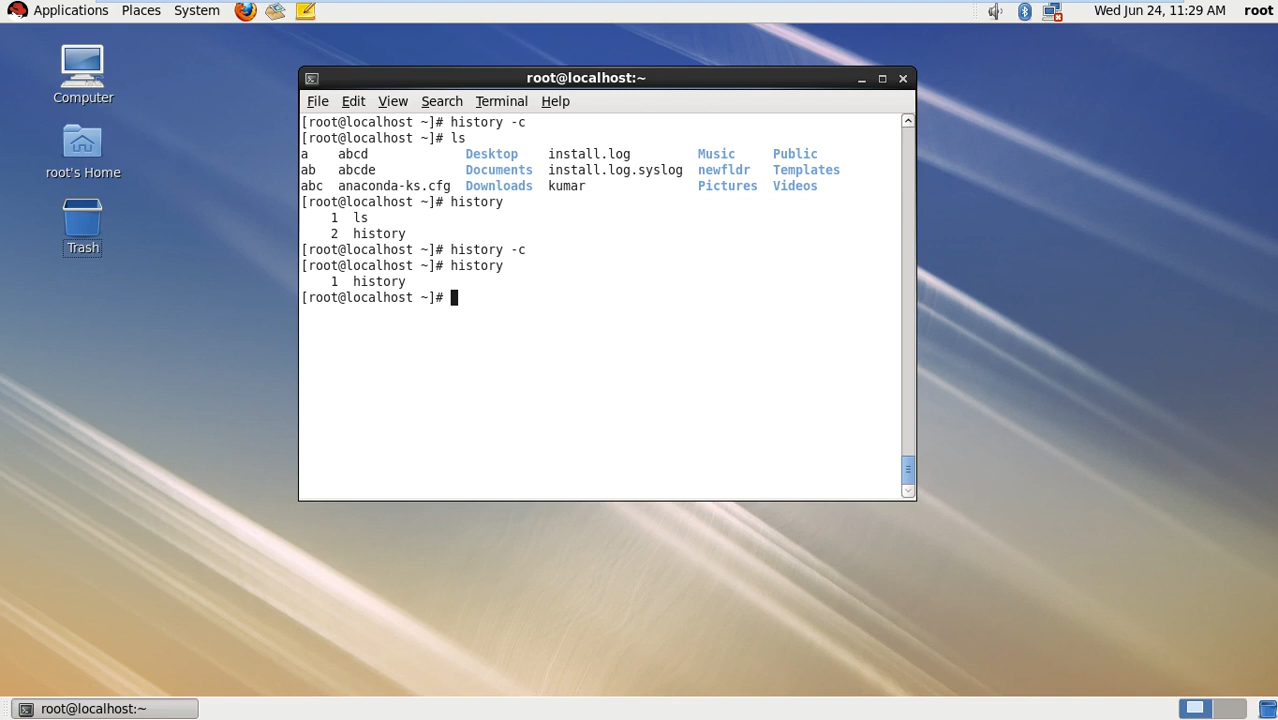 Applications Places System Wed Jun 24, 11:29 AM root
Computer
root's Home
Trash
root@localhost:~
File Edit View Search Terminal Help
[root@localhost ~]# history -c
[root@localhost ~]# ls
a abcd Desktop install.log Music Public
ab abcde Documents install.log.syslog newfldr Templates
abc anaconda-ks.cfg Downloads kumar Pictures Videos
[root@localhost ~]# history
1 ls
2 history
[root@localhost ~]# history -c
[root@localhost ~]# history
1 history
[root@localhost ~]#
root@localhost:~